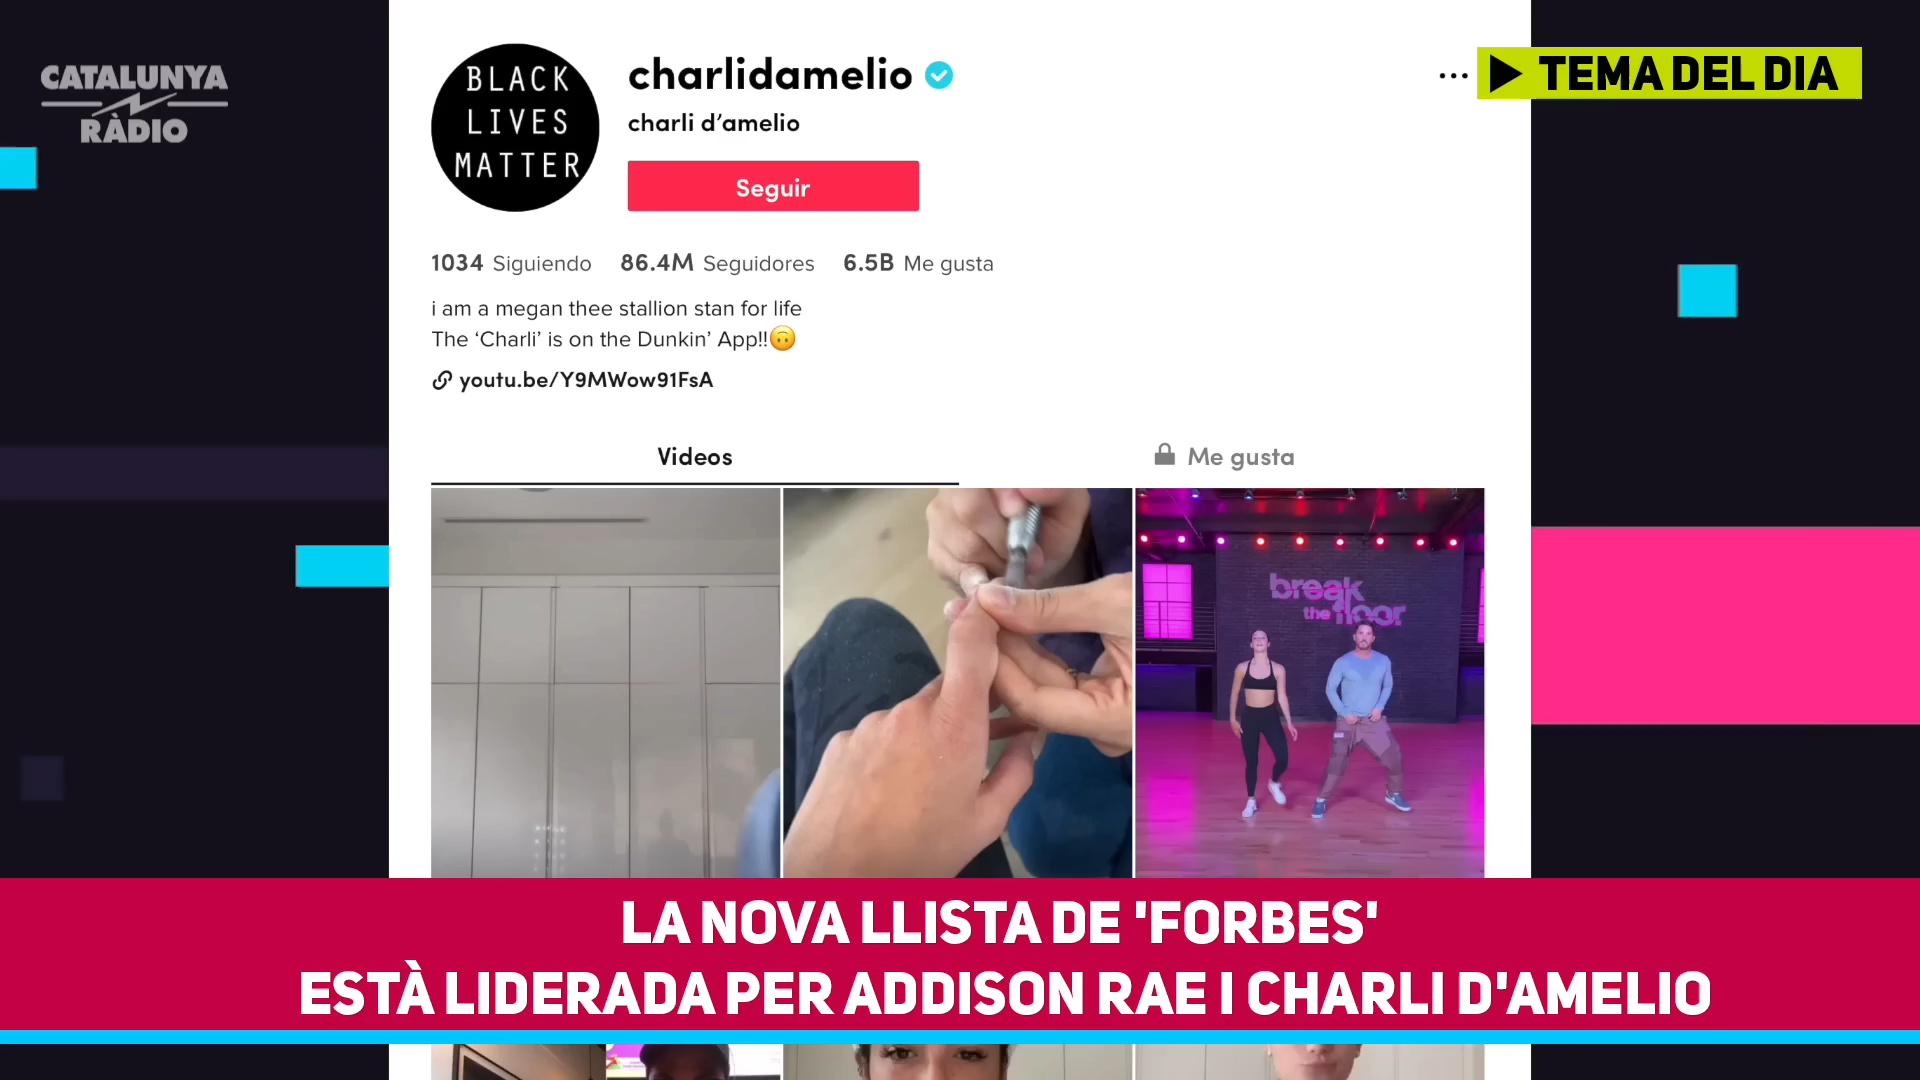 CATALUNYA
RÀDIO
BLACK
LIVES
MATTER
charlidamelio
charli d’amelio
Seguir
TEMA DEL DIA
1034 Siguiendo 86.4M Seguidores 6.5B Me gusta
i am a megan thee stallion stan for life
The ‘Charli’ is on the Dunkin’ App!!🙃
youtu.be/Y9MWow91FsA
Videos
Me gusta
break
the floor
LA NOVA LLISTA DE 'FORBES'
ESTÀ LIDERADA PER ADDISON RAE I CHARLI D'AMELIO